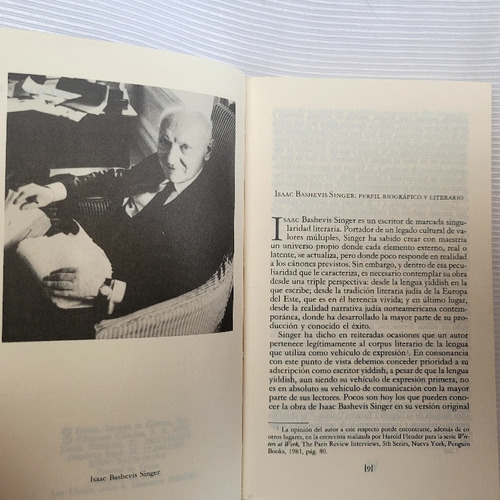 Isaac Bashevis Singer
Isaac Bashevis Singer: perfil biográfico y literario
Isaac Bashevis Singer es un escritor de marcada singu-
laridad literaria. Portador de un legado cultural de va-
lores múltiples, Singer ha sabido crear con maestría
un universo propio donde cada elemento externo, real o
latente, se actualiza, pero donde poco responde en realidad
a los cánones previstos. Sin embargo, y dentro de esa pecu-
liaridad que le caracteriza, es necesario contemplar su obra
desde una triple perspectiva: desde la lengua yiddish en la
que escribe; desde la tradición literaria judía de la Europa
del Este, que es en él herencia vivida; y en último lugar,
desde la realidad narrativa judía norteamericana contem-
poránea, donde ha desarrollado la mayor parte de su pro-
ducción y conocido el éxito.
Singer ha dicho en reiteradas ocasiones que un autor
pertenece legítimamente al corpus literario de la lengua
que utiliza como vehículo de expresión¹. En consonancia
con este punto de vista debemos conceder prioridad a su
adscripción como escritor yiddish, a pesar de que la lengua
yiddish, aun siendo su vehículo de expresión primera, no
es en absoluto su vehículo de comunicación con la mayor
parte de sus lectores. Pocos son hoy los que pueden cono-
cer la obra de Isaac Bashevis Singer en su versión original
¹ La opinión del autor a este respecto puede encontrarse, además de en
otros lugares, en la entrevista realizada por Harold Flender para la serie Wri-
ters at Work, The Paris Review Interviews, 5th Series, Nueva York, Penguin
Books, 1981, pág. 80.
[9]